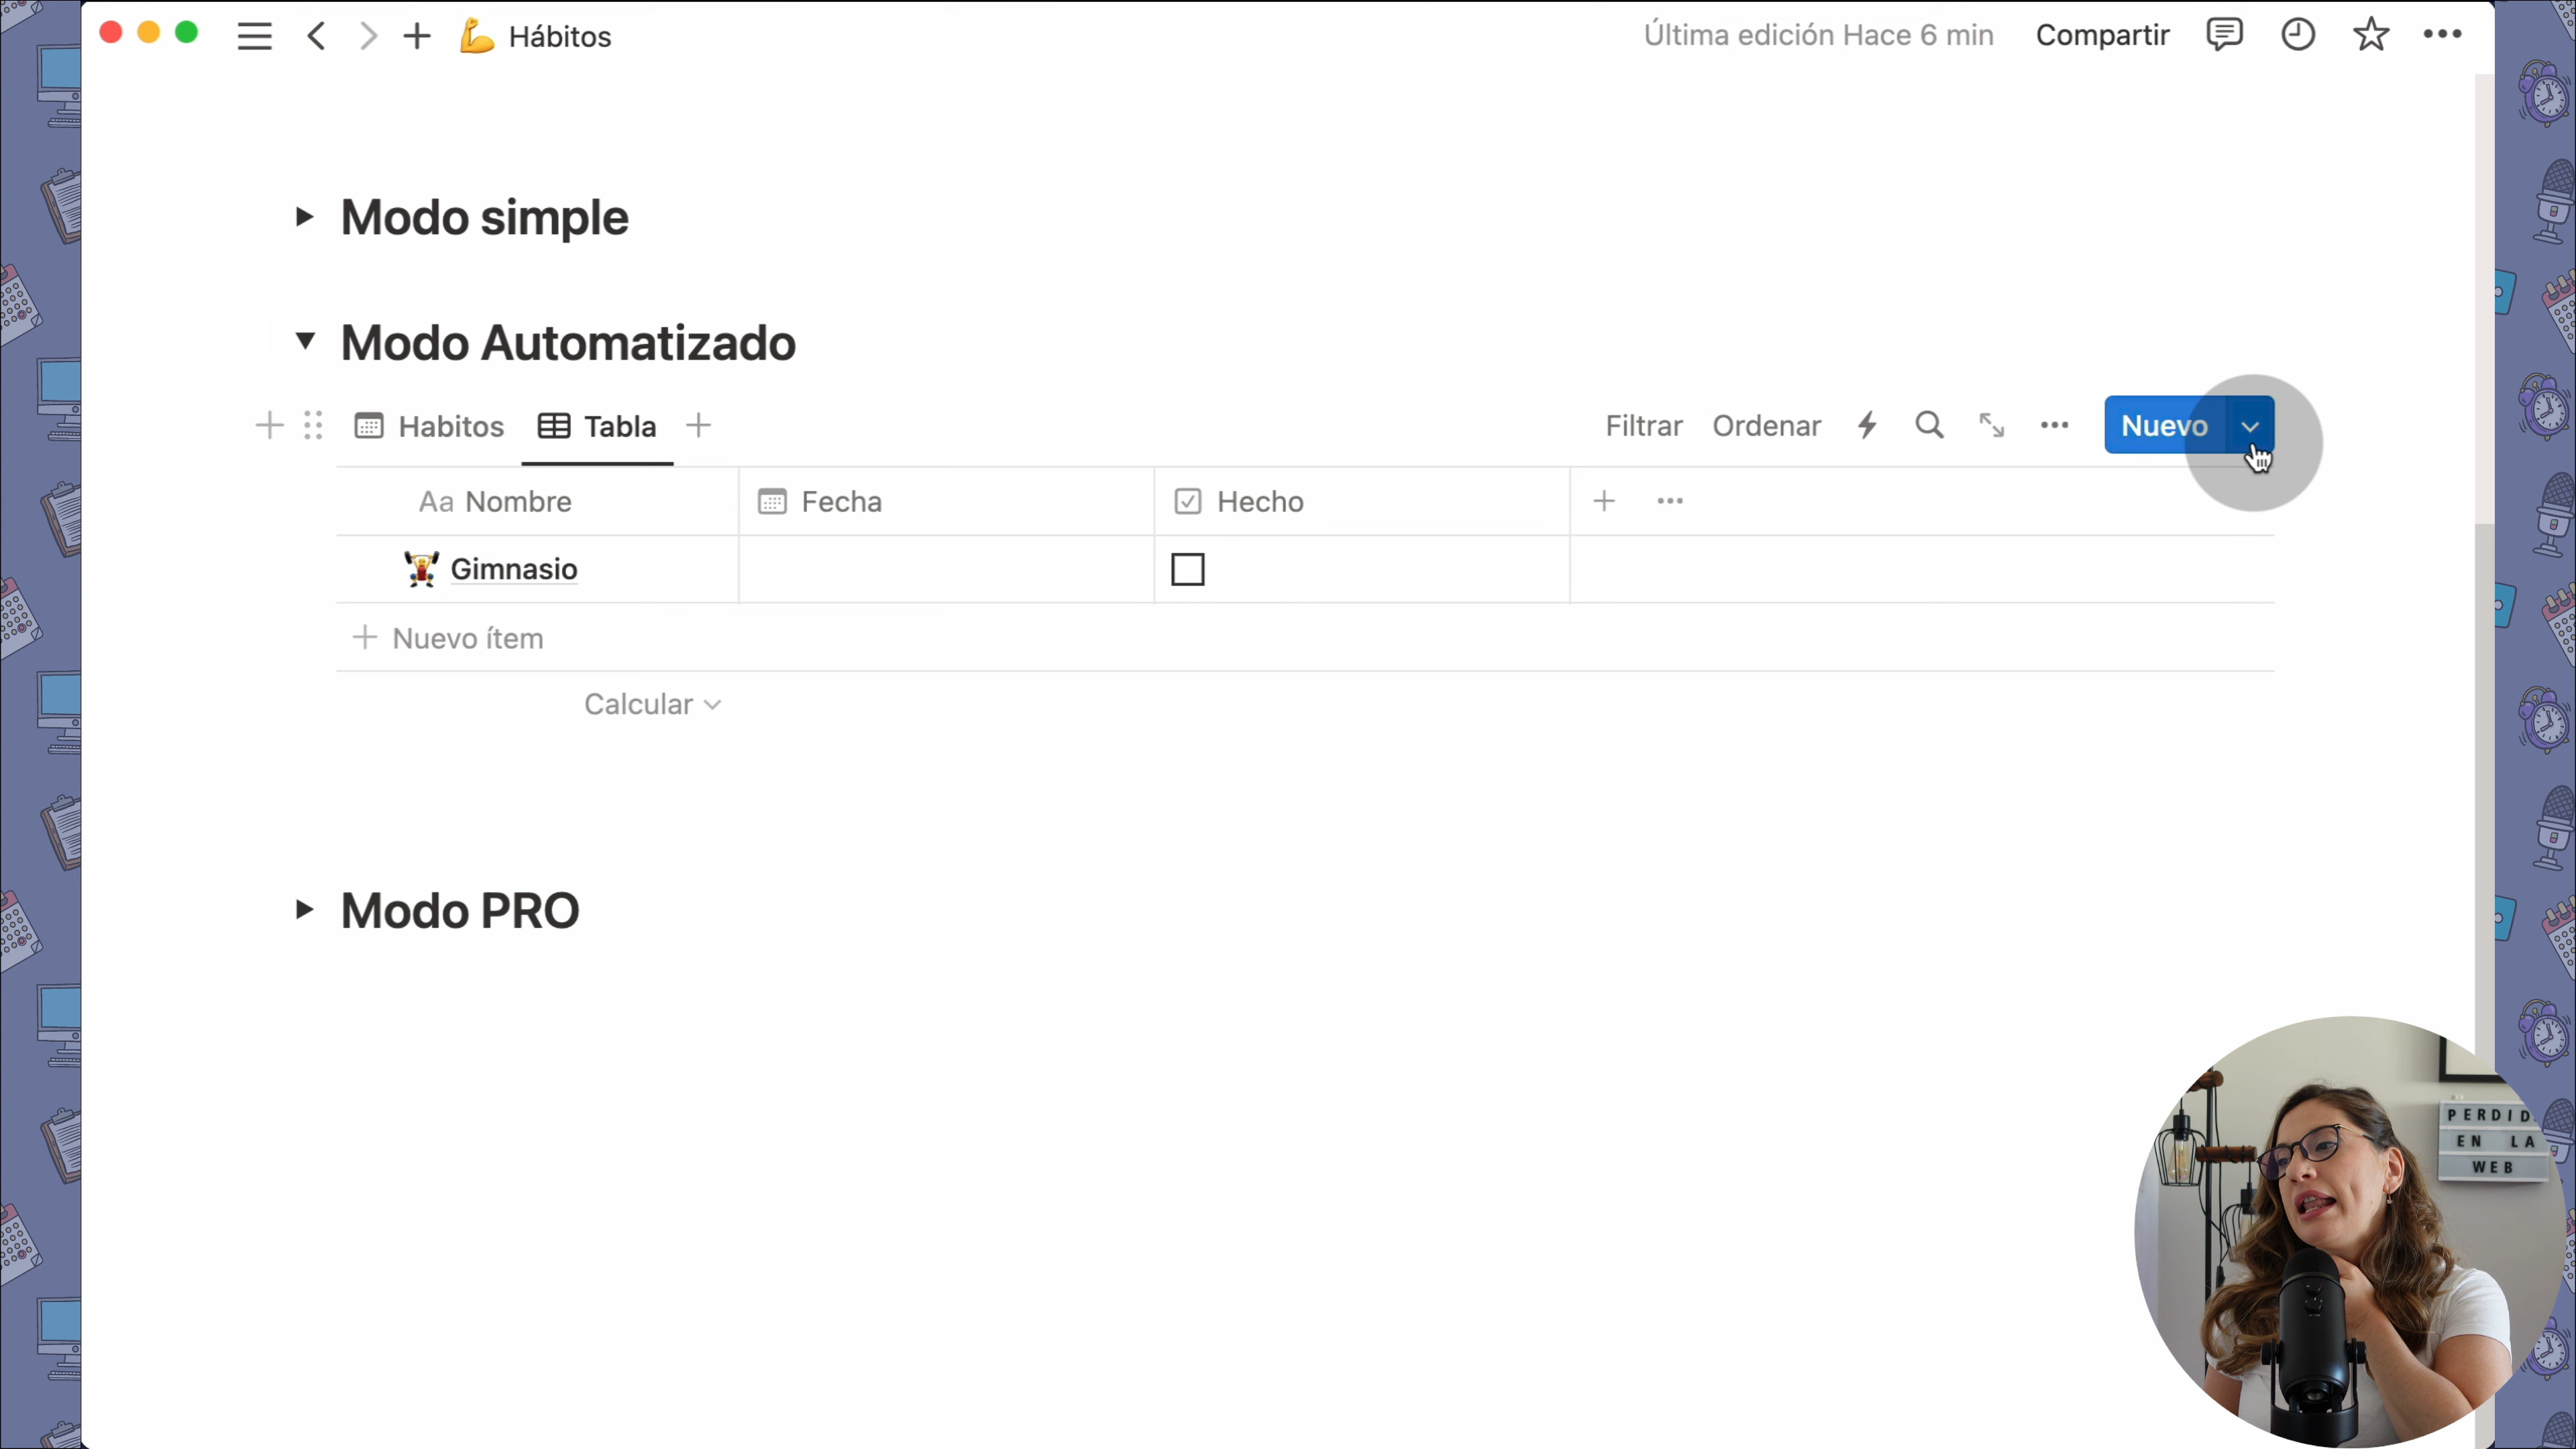 Hábitos
Última edición Hace 6 min
Compartir
Modo simple
Modo Automatizado
Habitos
Tabla
Filtrar
Ordenar
Nuevo
Aa Nombre
Fecha
Hecho
Gimnasio
Nuevo ítem
Calcular
Modo PRO
PERDID
EN LA
WEB